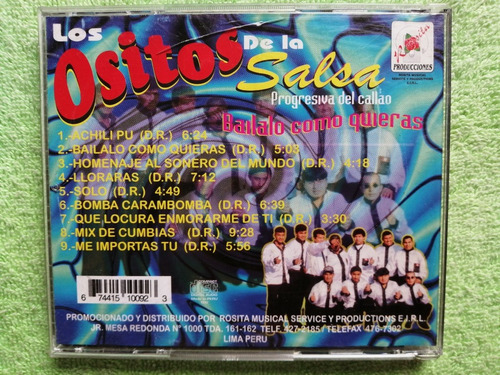 Los
Ositos
De la
Salsa
Progresiva del callao
Bailalo como quieras
PRODUCCIONES
1.-ACHILI PU (D.R.) 6:24
2.-BAILALO COMO QUIERAS (D.R.) 5:03
3.-HOMENAJE AL SONERO DEL MUNDO (D.R.) 4:18
4.-LLORARAS (D.R.) 7:12
5.-SOLO (D.R.) 4:49
6.-BOMBA CARAMBOMBA (D.R.) 6:39
7.-QUE LOCURA ENMORARME DE TI (D.R.) 3:30
8.-MIX DE CUMBIAS (D.R.) 9:28
9.-ME IMPORTAS TU (D.R.) 5:56
6 74415 10092 3
PROMOCIONADO Y DISTRIBUIDO POR ROSITA MUSICAL SERVICE Y PRODUCTIONS E.I.R.L.
JR. MESA REDONDA N° 1000 TDA. 161-162 TELF. 427-2185 / TELEFAX 476-7302
LIMA PERU